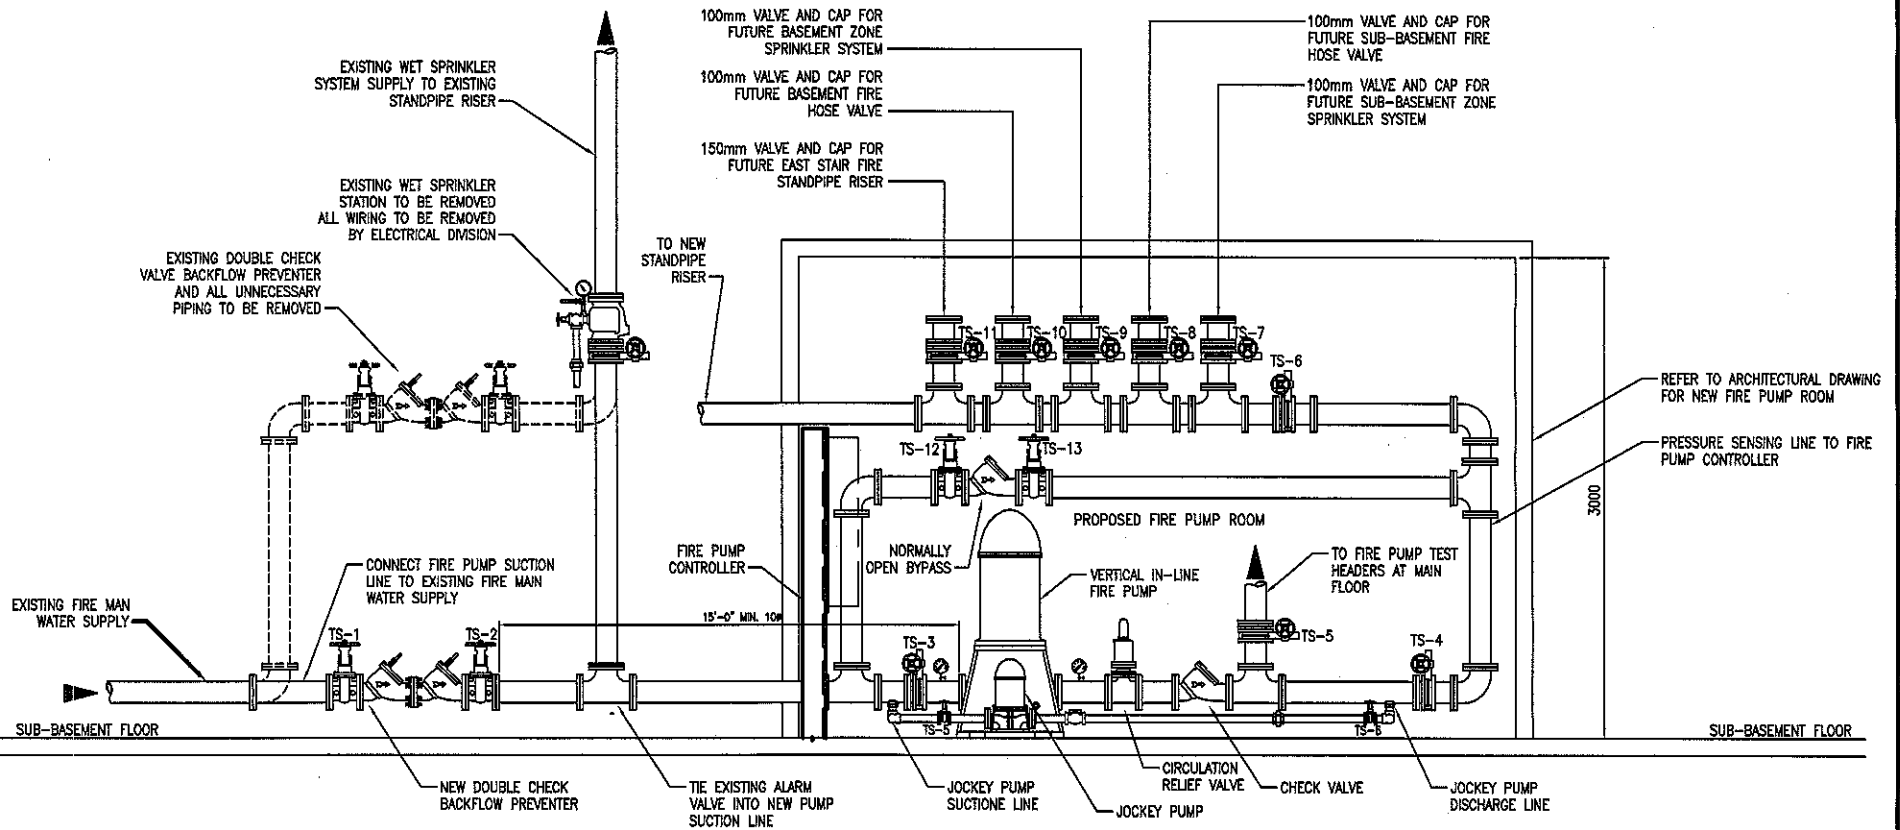 100mm VALVE AND CAP FOR
FUTURE BASEMENT ZONE
SPRINKLER SYSTEM
100mm VALVE AND CAP FOR
FUTURE SUB-BASEMENT FIRE
HOSE VALVE
EXISTING WET SPRINKLER
SYSTEM SUPPLY TO EXISTING
STANDPIPE RISER
100mm VALVE AND CAP FOR
FUTURE BASEMENT FIRE
HOSE VALVE
100mm VALVE AND CAP FOR
FUTURE SUB-BASEMENT ZONE
SPRINKLER SYSTEM
150mm VALVE AND CAP FOR
FUTURE EAST STAIR FIRE
STANDPIPE RISER
EXISTING WET SPRINKLER
STATION TO BE REMOVED
ALL WIRING TO BE REMOVED
BY ELECTRICAL DIVISION
EXISTING DOUBLE CHECK
VALVE BACKFLOW PREVENTER
AND ALL UNNECESSARY
PIPING TO BE REMOVED
TO NEW
STANDPIPE
RISER
TS-11
TS-10
TS-9
TS-8
TS-7
TS-6
REFER TO ARCHITECTURAL DRAWING
FOR NEW FIRE PUMP ROOM
PRESSURE SENSING LINE TO FIRE
PUMP CONTROLLER
TS-12
TS-13
3000
PROPOSED FIRE PUMP ROOM
FIRE PUMP
CONTROLLER
NORMALLY
OPEN BYPASS
TO FIRE PUMP TEST
HEADERS AT MAIN
FLOOR
CONNECT FIRE PUMP SUCTION
LINE TO EXISTING FIRE MAIN
WATER SUPPLY
VERTICAL IN-LINE
FIRE PUMP
EXISTING FIRE MAN
WATER SUPPLY
15'-0" MIN.
TS-1
TS-2
TS-3
TS-5
TS-4
SUB-BASEMENT FLOOR
TS-5
SUB-BASEMENT FLOOR
NEW DOUBLE CHECK
BACKFLOW PREVENTER
TIE EXISTING ALARM
VALVE INTO NEW PUMP
SUCTION LINE
JOCKEY PUMP
SUCTIONE LINE
JOCKEY PUMP
CIRCULATION
RELIEF VALVE
CHECK VALVE
JOCKEY PUMP
DISCHARGE LINE